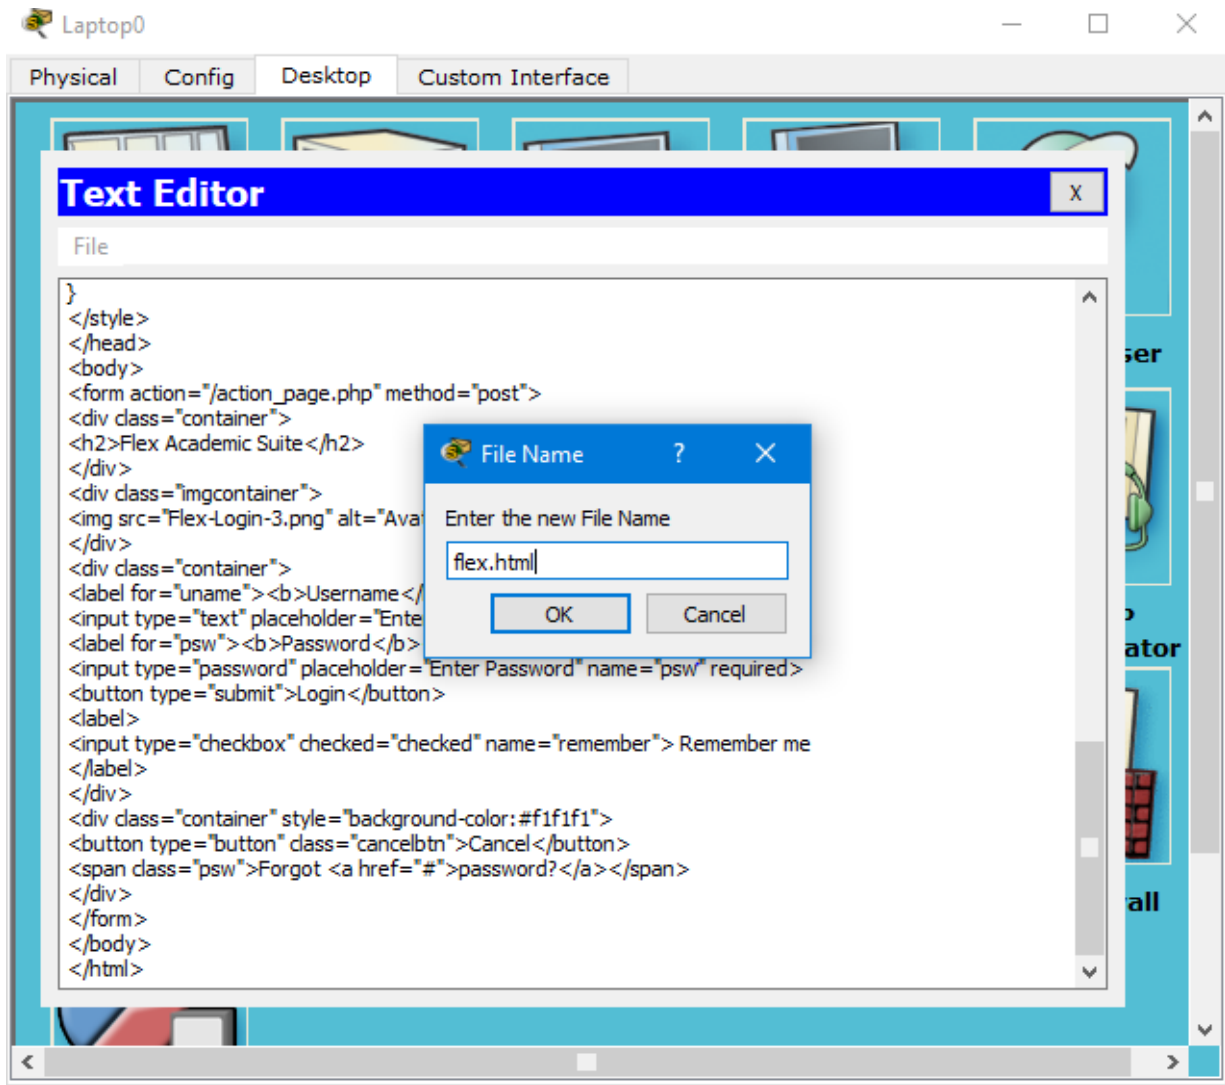 Laptop0
Physical Config Desktop Custom Interface
Text Editor X
File
}
</style>
</head>
<body>
<form action="/action_page.php" method="post">
<div class="container">
<h2>Flex Academic Suite</h2>
</div>
<div class="imgcontainer">
<img src="Flex-Login-3.png" alt="Avat
</div>
<div class="container">
<label for="uname"><b>Username</
<input type="text" placeholder="Ente
<label for="psw"><b>Password</b>
<input type="password" placeholder="Enter Password" name="psw" required>
<button type="submit">Login</button>
<label>
<input type="checkbox" checked="checked" name="remember"> Remember me
</label>
</div>
<div class="container" style="background-color:#f1f1f1">
<button type="button" class="cancelbtn">Cancel</button>
<span class="psw">Forgot <a href="#">password?</a></span>
</div>
</form>
</body>
</html>
File Name ?
Enter the new File Name
flex.html
OK Cancel
ser
ator
all